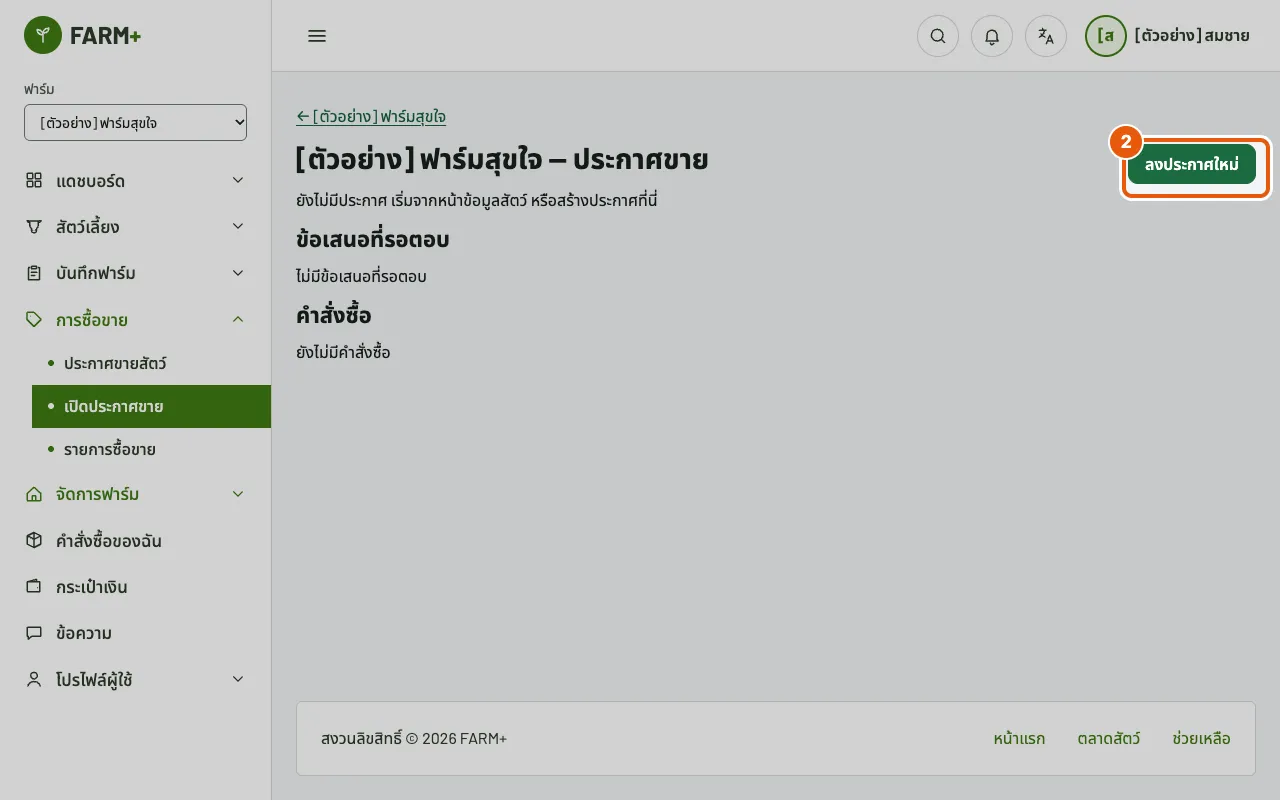 FARM+
ฟาร์ม
[ตัวอย่าง] ฟาร์มสุขใจ
แดชบอร์ด
สัตว์เลี้ยง
บันทึกฟาร์ม
การซื้อขาย
ประกาศขายสัตว์
เปิดประกาศขาย
รายการซื้อขาย
จัดการฟาร์ม
คำสั่งซื้อของฉัน
กระเป๋าเงิน
ข้อความ
โปรไฟล์ผู้ใช้
[ส [ตัวอย่าง] สมชาย
← [ตัวอย่าง] ฟาร์มสุขใจ
[ตัวอย่าง] ฟาร์มสุขใจ — ประกาศขาย
2
ลงประกาศใหม่
ยังไม่มีประกาศ เริ่มจากหน้าข้อมูลสัตว์ หรือสร้างประกาศที่นี่
ข้อเสนอที่รอตอบ
ไม่มีข้อเสนอที่รอตอบ
คำสั่งซื้อ
ยังไม่มีคำสั่งซื้อ
สงวนลิขสิทธิ์ © 2026 FARM+
หน้าแรก ตลาดสัตว์ ช่วยเหลือ